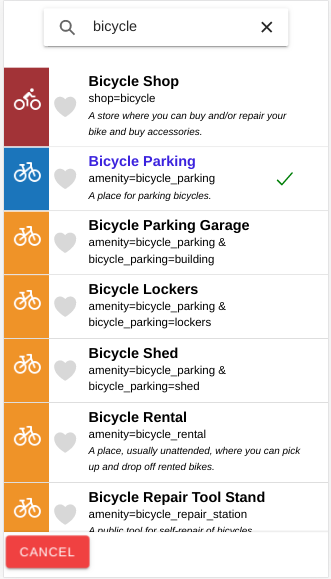 bicycle
Bicycle Shop
shop=bicycle
A store where you can buy and/or repair your
bike and buy accessories.
Bicycle Parking
amenity=bicycle_parking
A place for parking bicycles.
Bicycle Parking Garage
amenity=bicycle_parking &
bicycle_parking=building
Bicycle Lockers
amenity=bicycle_parking &
bicycle_parking=lockers
Bicycle Shed
amenity=bicycle_parking &
bicycle_parking=shed
Bicycle Rental
amenity=bicycle_rental
A place, usually unattended, where you can pick
up and drop off rented bikes.
Bicycle Repair Tool Stand
amenity=bicycle_repair_station
A public tool for self-repair of bicycles
CANCEL